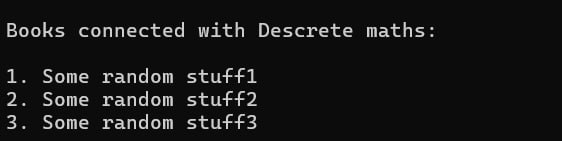 Books connected with Descrete maths:
1. Some random stuff1
2. Some random stuff2
3. Some random stuff3